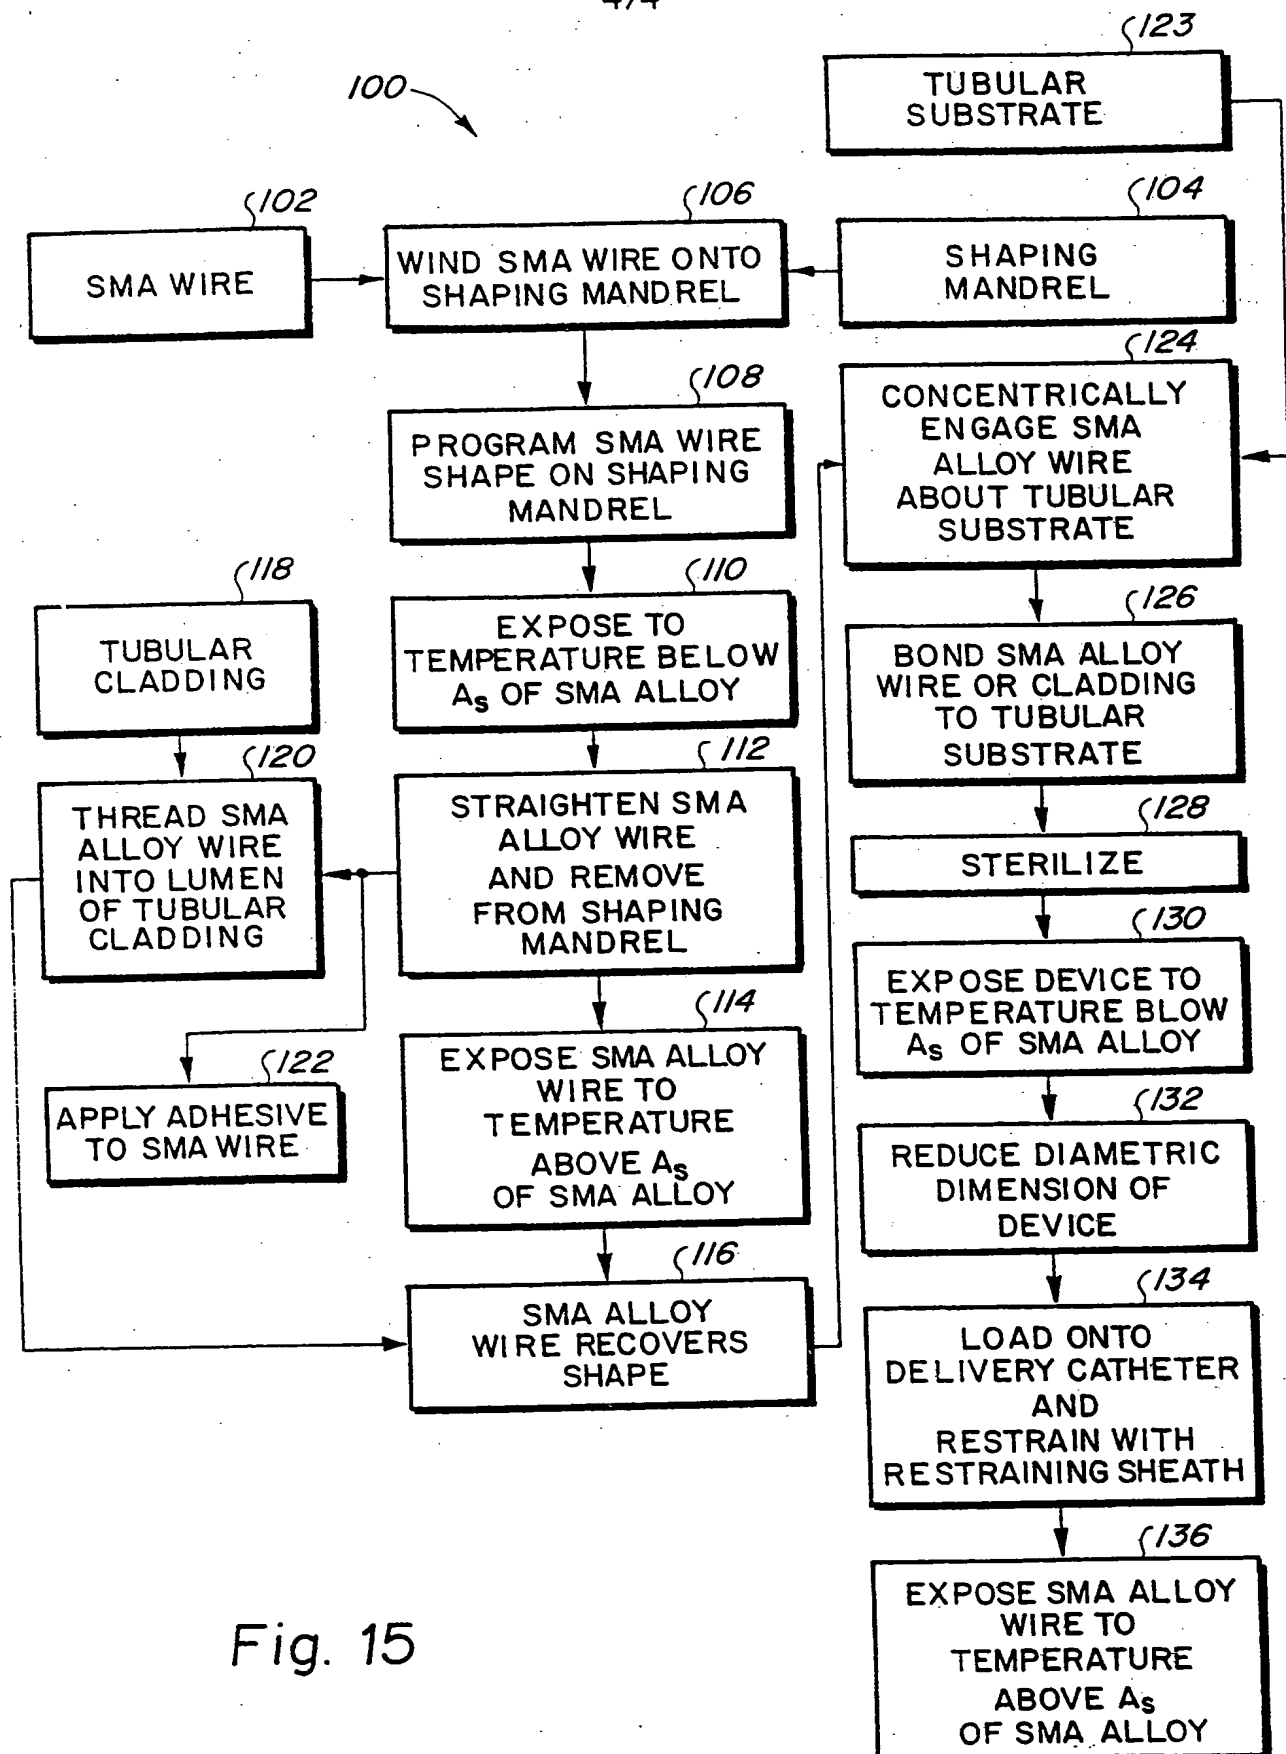 4/4
100
123
TUBULAR
SUBSTRATE
102
SMA WIRE
106
WIND SMA WIRE ONTO
SHAPING MANDREL
104
SHAPING
MANDREL
108
PROGRAM SMA WIRE
SHAPE ON SHAPING
MANDREL
110
EXPOSE TO
TEMPERATURE BELOW
As OF SMA ALLOY
118
TUBULAR
CLADDING
120
THREAD SMA
ALLOY WIRE
INTO LUMEN
OF TUBULAR
CLADDING
112
STRAIGHTEN SMA
ALLOY WIRE
AND REMOVE
FROM SHAPING
MANDREL
122
APPLY ADHESIVE
TO SMA WIRE
114
EXPOSE SMA ALLOY
WIRE TO
TEMPERATURE
ABOVE As
OF SMA ALLOY
116
SMA ALLOY
WIRE RECOVERS
SHAPE
124
CONCENTRICALLY
ENGAGE SMA
ALLOY WIRE
ABOUT TUBULAR
SUBSTRATE
126
BOND SMA ALLOY
WIRE OR CLADDING
TO TUBULAR
SUBSTRATE
128
STERILIZE
130
EXPOSE DEVICE TO
TEMPERATURE BLOW
As OF SMA ALLOY
132
REDUCE DIAMETRIC
DIMENSION OF
DEVICE
134
LOAD ONTO
DELIVERY CATHETER
AND
RESTRAIN WITH
RESTRAINING SHEATH
136
EXPOSE SMA ALLOY
WIRE TO
TEMPERATURE
ABOVE As
OF SMA ALLOY
Fig. 15